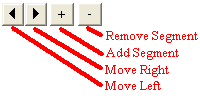 + -
Remove Segment
Add Segment
Move Right
Move Left